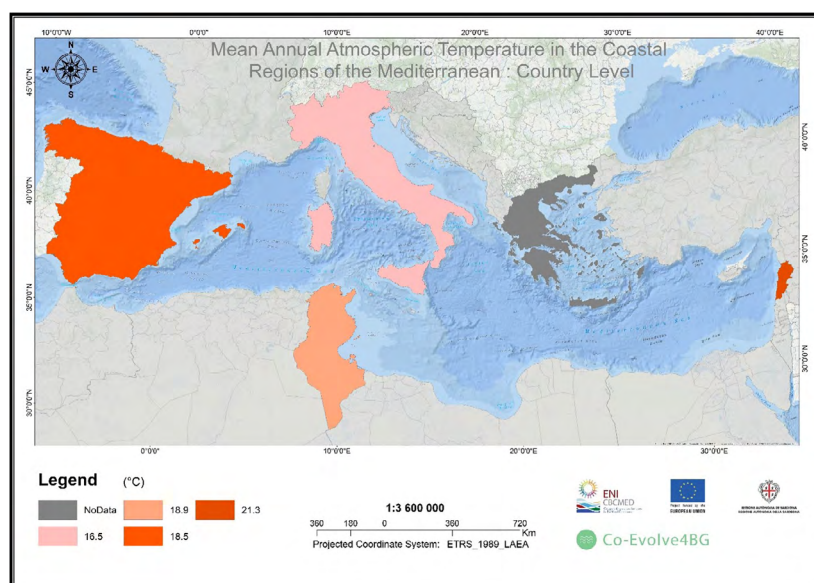 10°0'0"W
0°0'0"
10°0'0"E
20°0'0"E
30°0'0"E
40°0'0"E
Mean Annual Atmospheric Temperature in the Coastal
Regions of the Mediterranean : Country Level
N
W E
S
45°0'0"N
40°0'0"N
35°0'0"N
30°0'0"N
40°0'0"N
35°0'0"N
30°0'0"N
0°0'0"
10°0'0"E
20°0'0"E
30°0'0"E
Legend (°C)
NoData 18.9 21.3
16.5 18.5
1:3 600 000
360 180 0 360 720
Km
Projected Coordinate System: ETRS_1989_LAEA
ENI
CBCMED
EUROPEAN UNION
Co-Evolve4BG